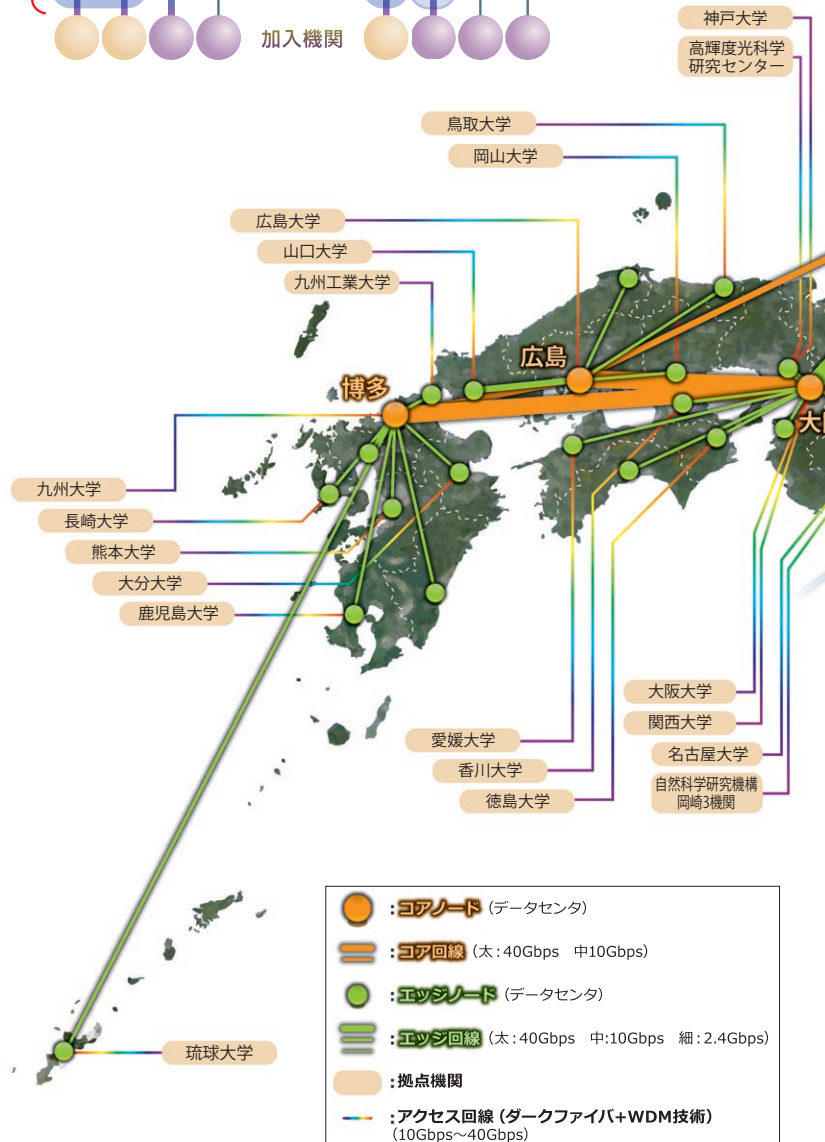 加入機関
神戸大学
高輝度光科学
研究センター
鳥取大学
岡山大学
広島大学
山口大学
九州工業大学
広島
博多
大
九州大学
長崎大学
熊本大学
大分大学
鹿児島大学
大阪大学
関西大学
名古屋大学
自然科学研究機構
岡崎3機関
愛媛大学
香川大学
徳島大学
琉球大学
:コアノード (データセンタ)
:コア回線 (太:40Gbps 中10Gbps)
:エッジノード (データセンタ)
:エッジ回線 (太:40Gbps 中:10Gbps 細:2.4Gbps)
:拠点機関
:アクセス回線 (ダークファイバ+WDM技術)
(10Gbps～40Gbps)